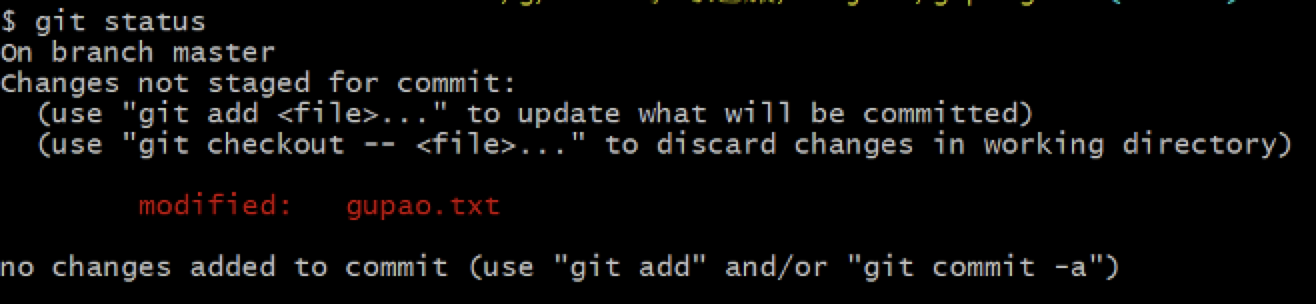 $ git status
On branch master
Changes not staged for commit:
  (use "git add <file>..." to update what will be committed)
  (use "git checkout -- <file>..." to discard changes in working directory)
        modified:   gupao.txt
no changes added to commit (use "git add" and/or "git commit -a")